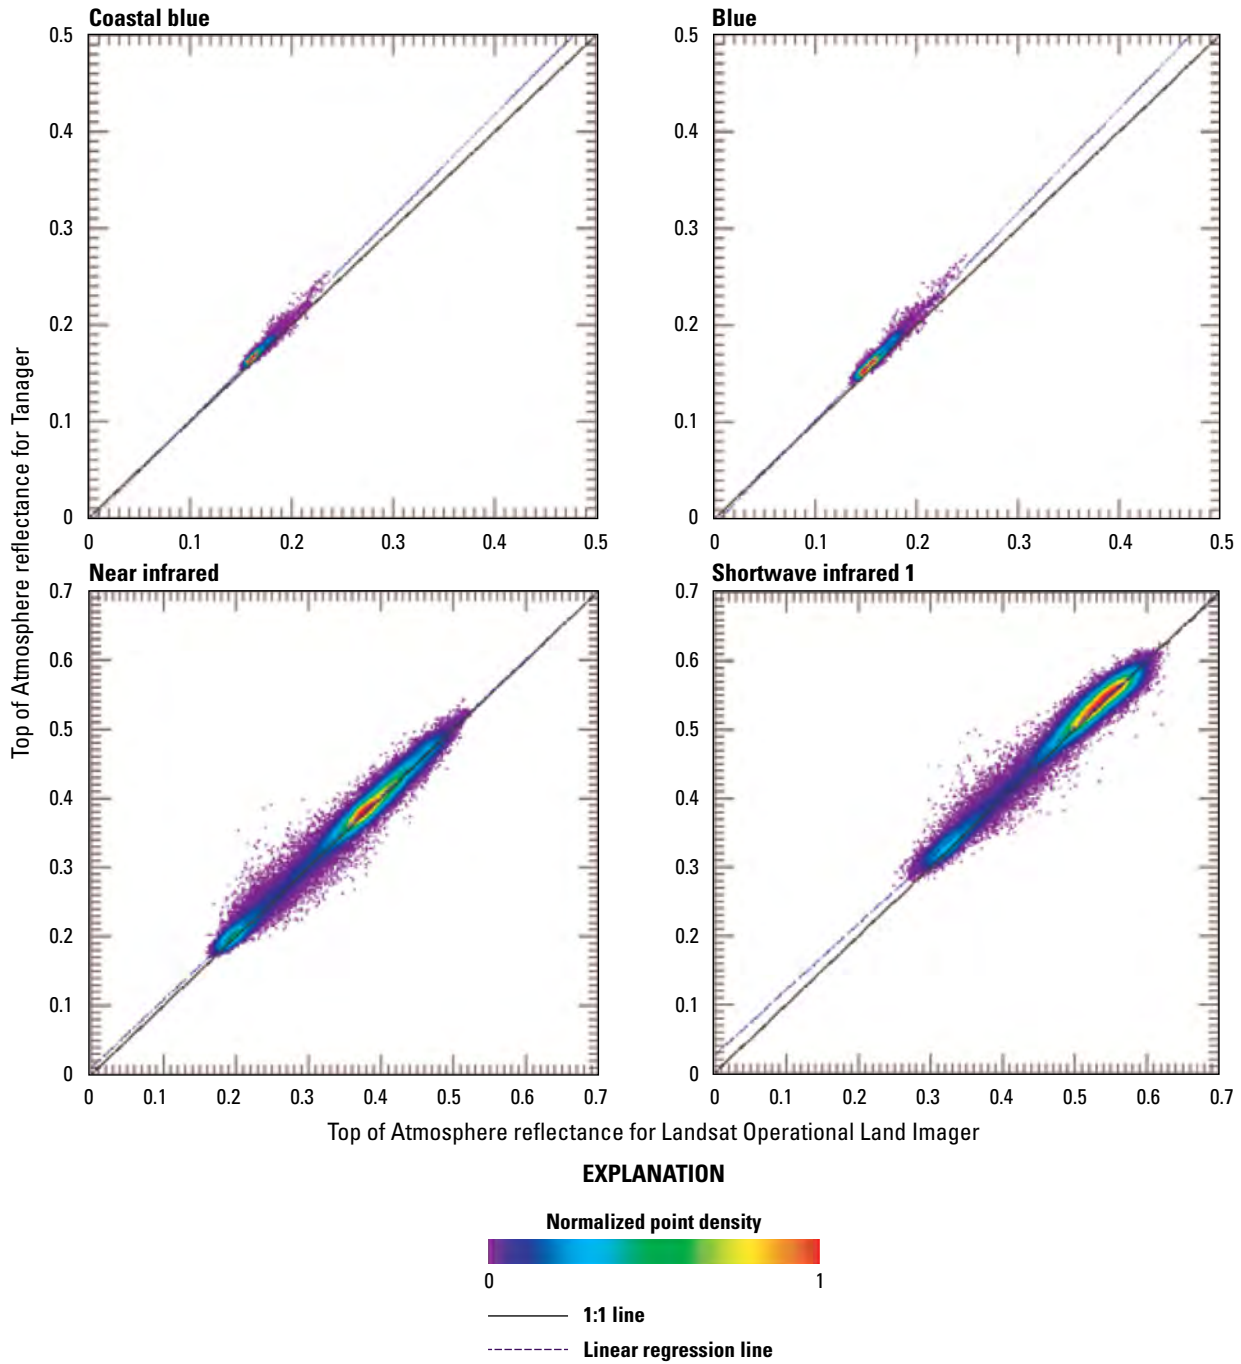 Coastal blue
Blue
0.5
0.4
0.3
0.2
0.1
0
0 0.1 0.2 0.3 0.4 0.5
0.5
0.4
0.3
0.2
0.1
0
0 0.1 0.2 0.3 0.4 0.5
Top of Atmosphere reflectance for Tanager
Near infrared
Shortwave infrared 1
0.7
0.6
0.5
0.4
0.3
0.2
0.1
0
0 0.1 0.2 0.3 0.4 0.5 0.6 0.7
0.7
0.6
0.5
0.4
0.3
0.2
0.1
0
0 0.1 0.2 0.3 0.4 0.5 0.6 0.7
Top of Atmosphere reflectance for Landsat Operational Land Imager
EXPLANATION
Normalized point density
0 1
1:1 line
Linear regression line